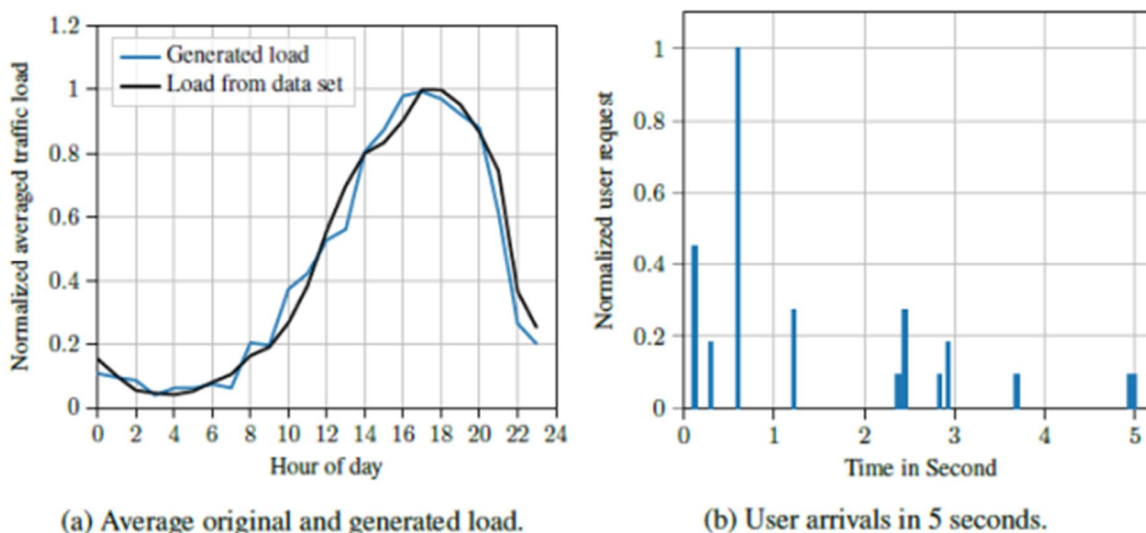 1.2
1
0.8
0.6
0.4
0.2
0
Normalized averaged traffic load
Generated load
Load from data set
0 2 4 6 8 10 12 14 16 18 20 22 24
Hour of day
(a) Average original and generated load.
1
0.8
0.6
0.4
0.2
0
Normalized user request
0 1 2 3 4 5
Time in Second
(b) User arrivals in 5 seconds.